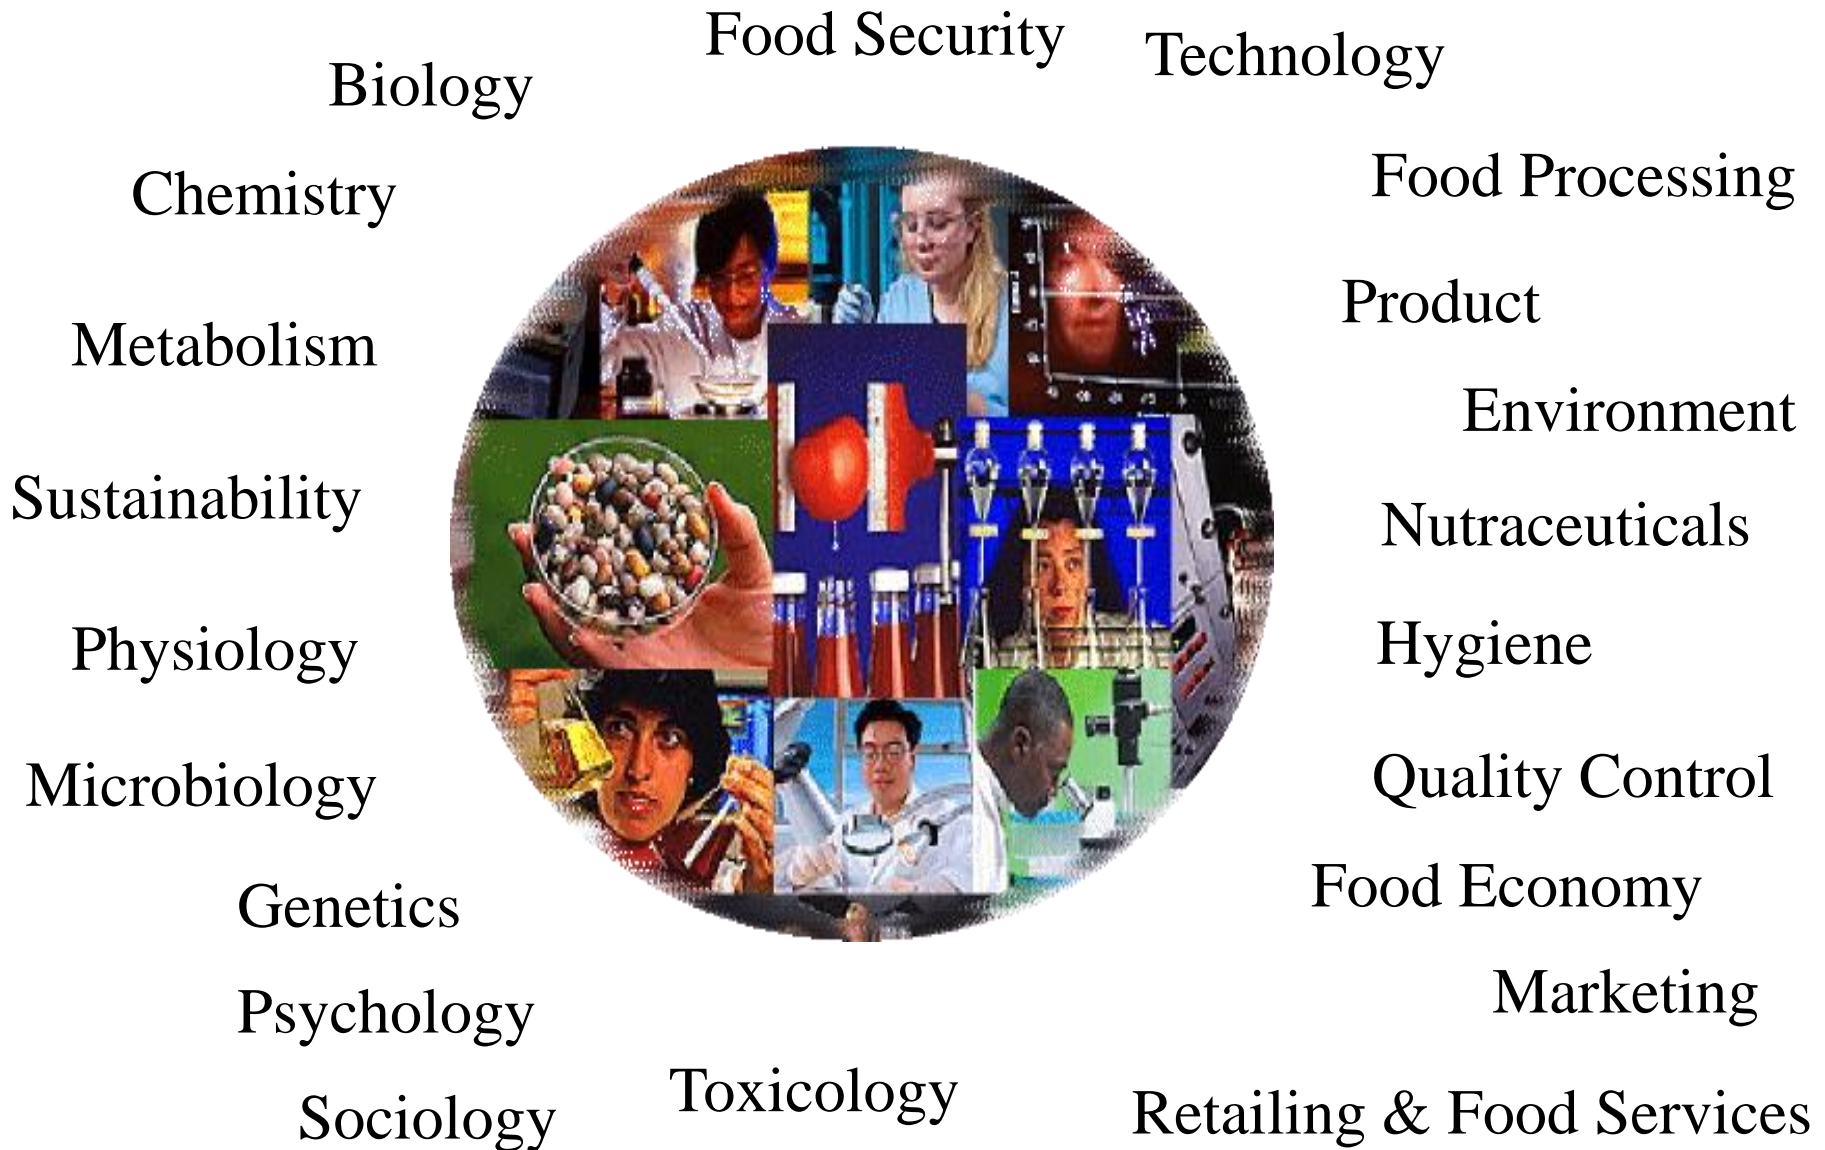 Food Security
Technology
Biology
Food Processing
Chemistry
Product
Metabolism
Environment
Sustainability
Nutraceuticals
Hygiene
Physiology
Quality Control
Microbiology
Food Economy
Genetics
Marketing
Psychology
Toxicology
Retailing & Food Services
Sociology